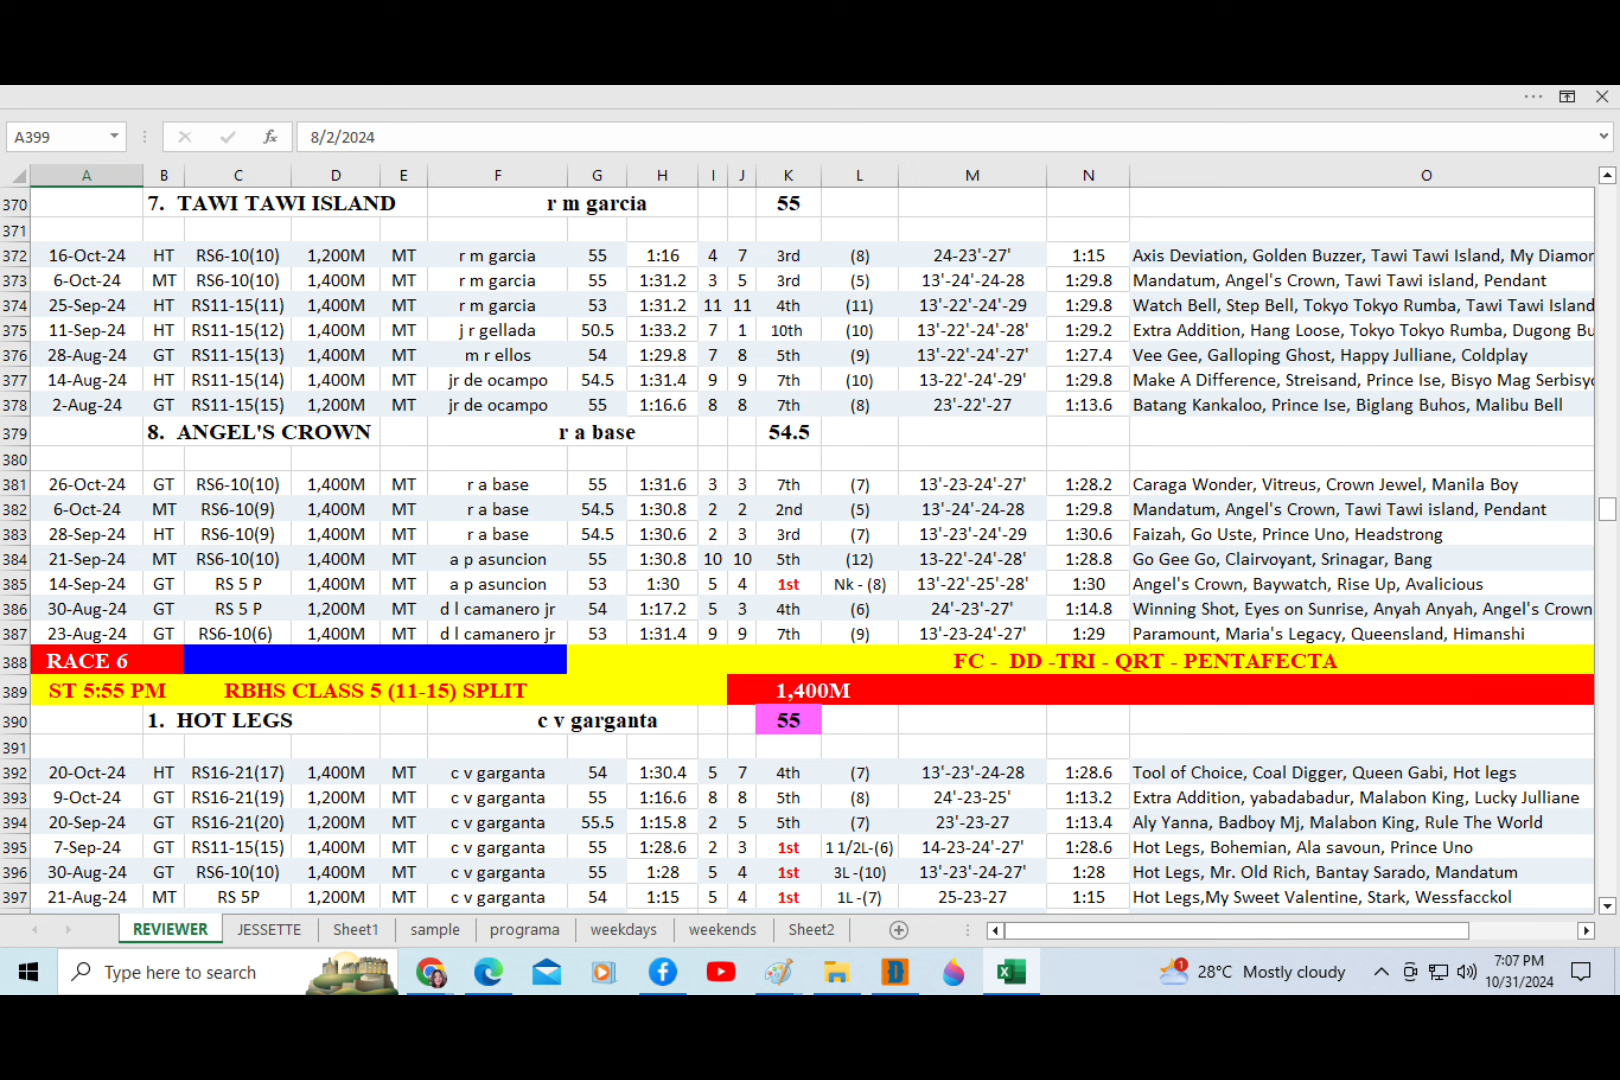 A399 fx 8/2/2024
A B C D E F G H I J K L M N O
370 7. TAWI TAWI ISLAND r m garcia 55
371
372 16-Oct-24 HT RS6-10(10) 1,200M MT r m garcia 55 1:16 4 7 3rd (8) 24-23'-27' 1:15 Axis Deviation, Golden Buzzer, Tawi Tawi Island, My Diamor
373 6-Oct-24 MT RS6-10(10) 1,400M MT r m garcia 55 1:31.2 3 5 3rd (5) 13'-24'-24-28 1:29.8 Mandatum, Angel's Crown, Tawi Tawi island, Pendant
374 25-Sep-24 HT RS11-15(11) 1,400M MT r m garcia 53 1:31.2 11 11 4th (11) 13'-22'-24'-29 1:29.8 Watch Bell, Step Bell, Tokyo Tokyo Rumba, Tawi Tawi Island
375 11-Sep-24 HT RS11-15(12) 1,400M MT j r gellada 50.5 1:33.2 7 1 10th (10) 13'-22'-24'-28' 1:29.2 Extra Addition, Hang Loose, Tokyo Tokyo Rumba, Dugong Bu
376 28-Aug-24 GT RS11-15(13) 1,400M MT m r ellos 54 1:29.8 7 8 5th (9) 13'-22'-24-27' 1:27.4 Vee Gee, Galloping Ghost, Happy Julliane, Coldplay
377 14-Aug-24 HT RS11-15(14) 1,400M MT jr de ocampo 54.5 1:31.4 9 9 7th (10) 13-22'-24'-29' 1:29.8 Make A Difference, Streisand, Prince Ise, Bisyo Mag Serbisyo
378 2-Aug-24 GT RS11-15(15) 1,200M MT jr de ocampo 55 1:16.6 8 8 7th (8) 23'-22'-27 1:13.6 Batang Kankaloo, Prince Ise, Biglang Buhos, Malibu Bell
379 8. ANGEL'S CROWN r a base 54.5
380
381 26-Oct-24 GT RS6-10(10) 1,400M MT r a base 55 1:31.6 3 3 7th (7) 13'-23-24'-27' 1:28.2 Caraga Wonder, Vitreus, Crown Jewel, Manila Boy
382 6-Oct-24 MT RS6-10(9) 1,400M MT r a base 54.5 1:30.8 2 2 2nd (5) 13'-24'-24-28 1:29.8 Mandatum, Angel's Crown, Tawi Tawi island, Pendant
383 28-Sep-24 HT RS6-10(9) 1,400M MT r a base 54.5 1:30.6 2 3 3rd (7) 13'-23'-24-29 1:30.6 Faizah, Go Uste, Prince Uno, Headstrong
384 21-Sep-24 MT RS6-10(10) 1,400M MT a p asuncion 55 1:30.8 10 10 5th (12) 13-22'-24'-28' 1:28.8 Go Gee Go, Clairvoyant, Srinagar, Bang
385 14-Sep-24 GT RS 5 P 1,400M MT a p asuncion 53 1:30 5 4 1st Nk - (8) 13'-22'-25'-28' 1:30 Angel's Crown, Baywatch, Rise Up, Avalicious
386 30-Aug-24 GT RS 5 P 1,200M MT d l camanero jr 54 1:17.2 5 3 4th (6) 24'-23'-27' 1:14.8 Winning Shot, Eyes on Sunrise, Anyah Anyah, Angel's Crown
387 23-Aug-24 GT RS6-10(6) 1,400M MT d l camanero jr 53 1:31.4 9 9 7th (9) 13'-23-24'-27' 1:29 Paramount, Maria's Legacy, Queensland, Himanshi
388 RACE 6 FC - DD -TRI - QRT - PENTAFECTA
389 ST 5:55 PM RBHS CLASS 5 (11-15) SPLIT 1,400M
390 1. HOT LEGS c v garganta 55
391
392 20-Oct-24 HT RS16-21(17) 1,400M MT c v garganta 54 1:30.4 5 7 4th (7) 13'-23'-24-28 1:28.6 Tool of Choice, Coal Digger, Queen Gabi, Hot legs
393 9-Oct-24 GT RS16-21(19) 1,200M MT c v garganta 55 1:16.6 8 8 5th (8) 24'-23-25' 1:13.2 Extra Addition, yabadabadur, Malabon King, Lucky Julliane
394 20-Sep-24 GT RS16-21(20) 1,200M MT c v garganta 55.5 1:15.8 2 5 5th (7) 23'-23-27 1:13.4 Aly Yanna, Badboy Mj, Malabon King, Rule The World
395 7-Sep-24 GT RS11-15(15) 1,400M MT c v garganta 55 1:28.6 2 3 1st 1 1/2L-(6) 14-23-24'-27' 1:28.6 Hot Legs, Bohemian, Ala savoun, Prince Uno
396 30-Aug-24 GT RS6-10(10) 1,400M MT c v garganta 55 1:28 5 4 1st 3L -(10) 13'-23'-24-27' 1:28 Hot Legs, Mr. Old Rich, Bantay Sarado, Mandatum
397 21-Aug-24 MT RS 5P 1,200M MT c v garganta 54 1:15 5 4 1st 1L -(7) 25-23-27 1:15 Hot Legs,My Sweet Valentine, Stark, Wessfacckol
REVIEWER JESSETTE Sheet1 sample programa weekdays weekends Sheet2
Type here to search 1 28°C Mostly cloudy 7:07 PM
10/31/2024